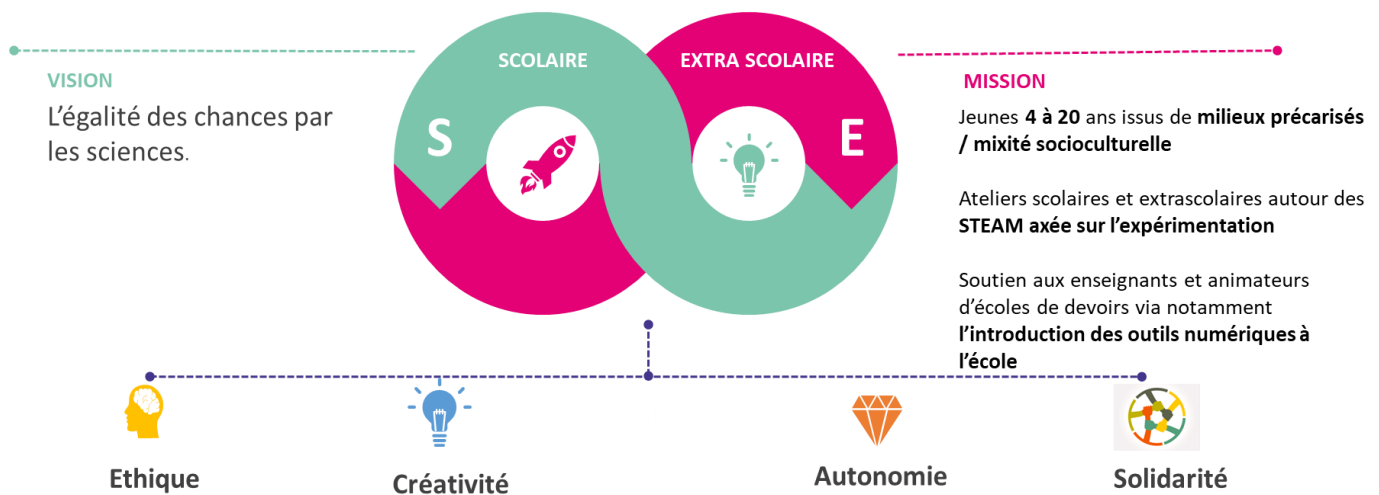 SCOLAIRE
EXTRA SCOLAIRE
S
E
VISION
L’égalité des chances par
les sciences.
MISSION
Jeunes 4 à 20 ans issus de milieux précarisés
/ mixité socioculturelle
Ateliers scolaires et extrascolaires autour des
STEAM axée sur l’expérimentation
Soutien aux enseignants et animateurs
d’écoles de devoirs via notamment
l’introduction des outils numériques à
l’école
Ethique
Créativité
Autonomie
Solidarité